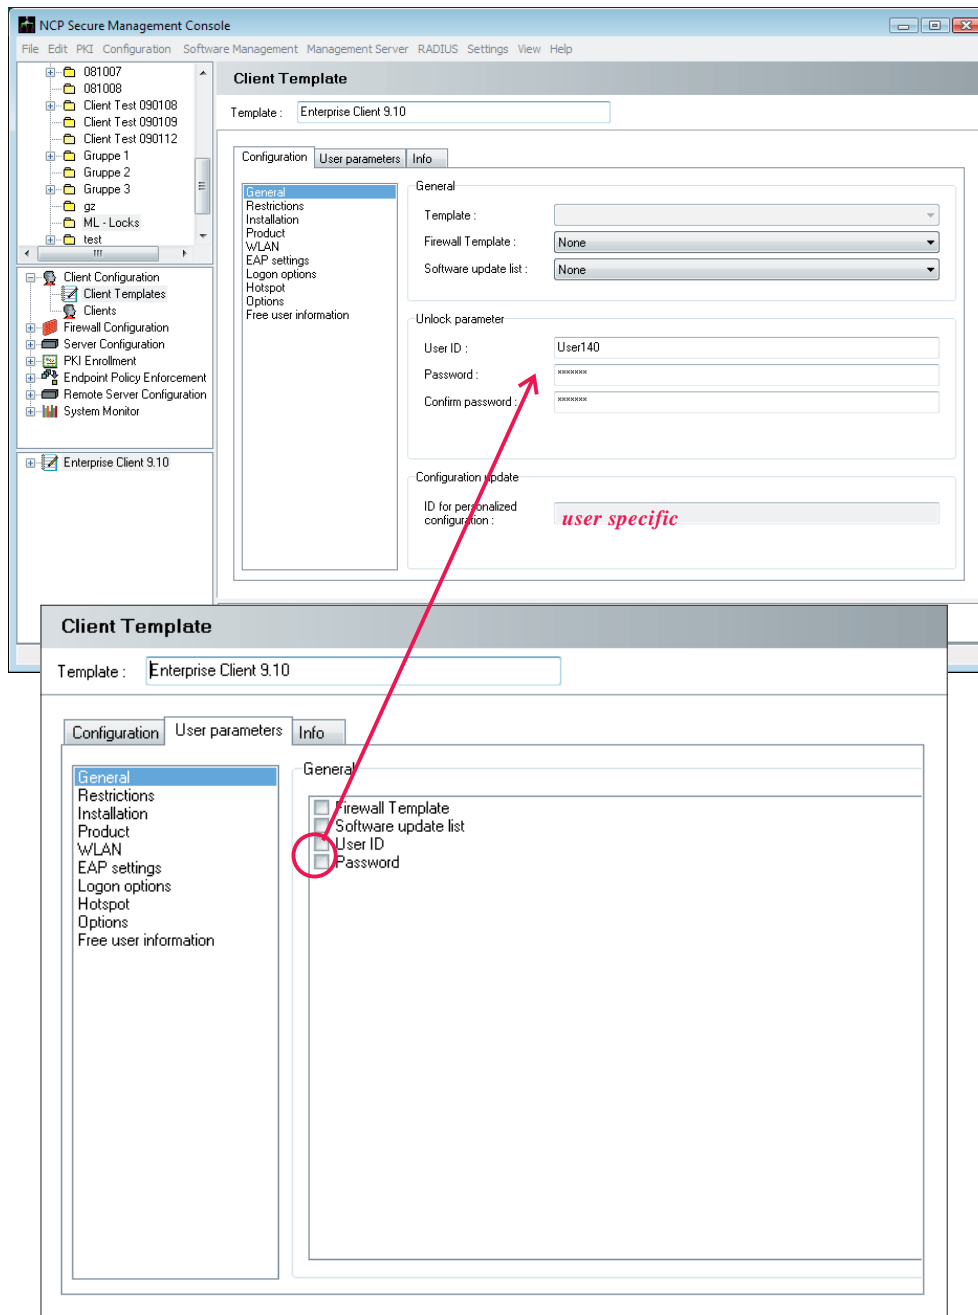 NCP Secure Management Console
File Edit PKI Configuration Software Management Management Server RADIUS Settings View Help
081007
081008
Client Test 090108
Client Test 090109
Client Test 090112
Gruppe 1
Gruppe 2
Gruppe 3
gz
ML - Locks
test
Client Configuration
Client Templates
Clients
Firewall Configuration
Server Configuration
PKI Enrollment
Endpoint Policy Enforcement
Remote Server Configuration
System Monitor
Enterprise Client 9.10
Client Template
Template : Enterprise Client 9.10
Configuration User parameters Info
General
Restrictions
Installation
Product
WLAN
EAP settings
Logon options
Hotspot
Options
Free user information
General
Template :
Firewall Template : None
Software update list : None
Unlock parameter
User ID : User140
Password : *******
Confirm password : *******
Configuration update
ID for personalized
configuration :
user specific
Client Template
Template : Enterprise Client 9.10
Configuration User parameters Info
General
Restrictions
Installation
Product
WLAN
EAP settings
Logon options
Hotspot
Options
Free user information
General
Firewall Template
Software update list
User ID
Password